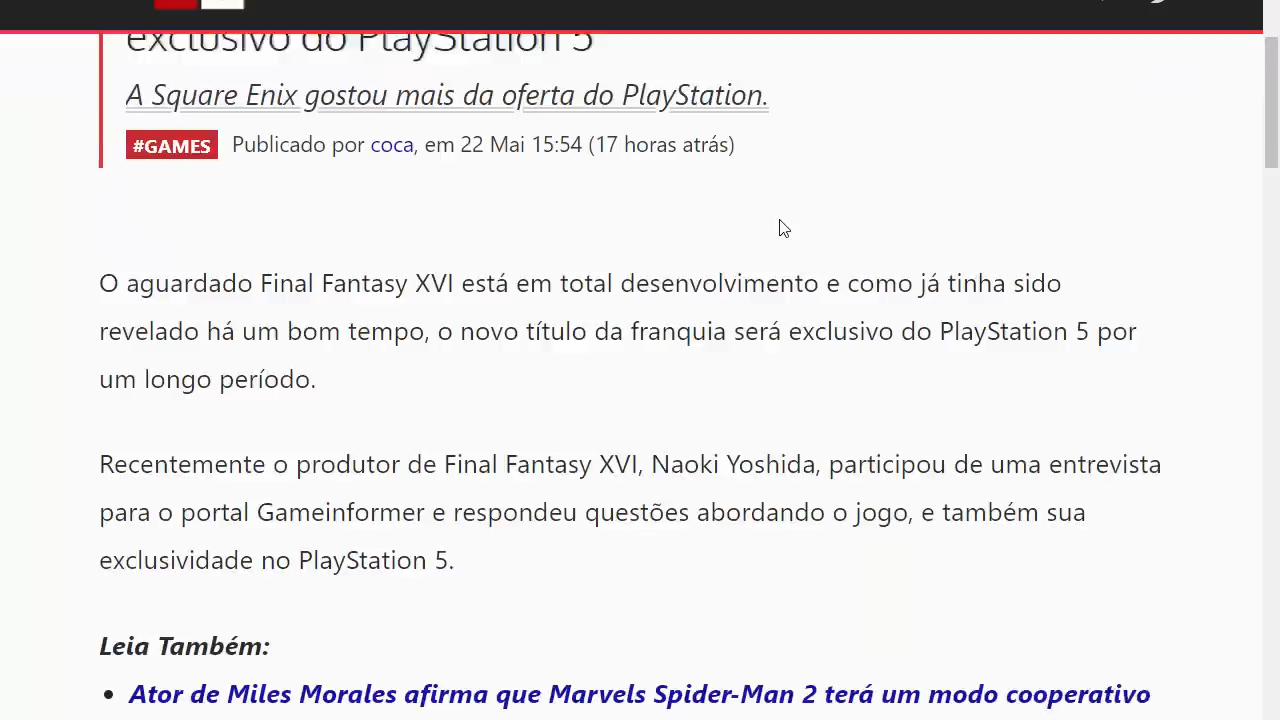 exclusivo do PlayStation 5
A Square Enix gostou mais da oferta do PlayStation.
#GAMES Publicado por coca, em 22 Mai 15:54 (17 horas atrás)
O aguardado Final Fantasy XVI está em total desenvolvimento e como já tinha sido
revelado há um bom tempo, o novo título da franquia será exclusivo do PlayStation 5 por
um longo período.
Recentemente o produtor de Final Fantasy XVI, Naoki Yoshida, participou de uma entrevista
para o portal Gameinformer e respondeu questões abordando o jogo, e também sua
exclusividade no PlayStation 5.
Leia Também:
• Ator de Miles Morales afirma que Marvels Spider-Man 2 terá um modo cooperativo